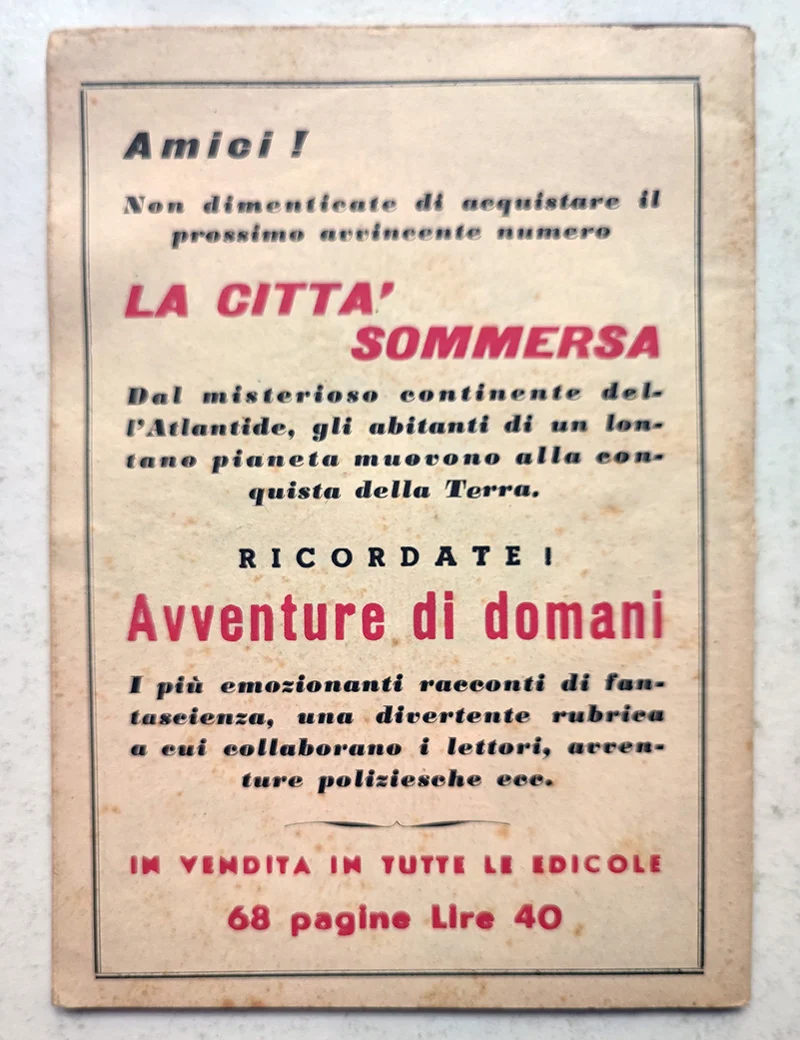 Amici !
Non dimenticate di acquistare il
prossimo avvincente numero
LA CITTA'
SOMMERSA
Dal misterioso continente del-
l'Atlantide, gli abitanti di un lon-
tano pianeta muovono alla con-
quista della Terra.
RICORDATE !
Avventure di domani
I più emozionanti racconti di fan-
tascienza, una divertente rubrica
a cui collaborano i lettori, avven-
ture poliziesche ecc.
IN VENDITA IN TUTTE LE EDICOLE
68 pagine Lire 40